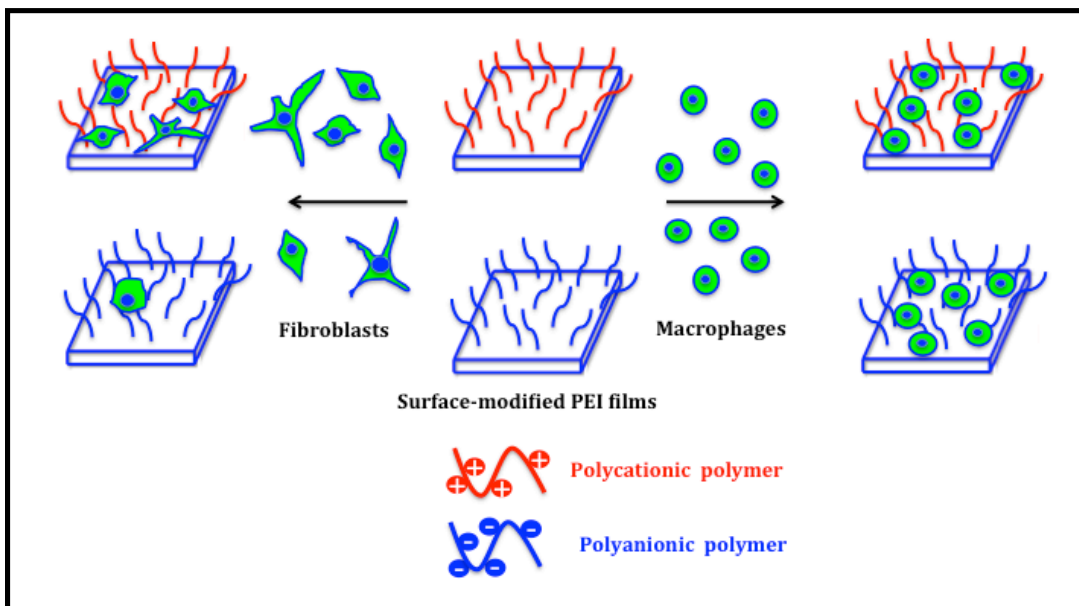 Fibroblasts
Macrophages
Surface-modified PEI films
+ + + +
Polycationic polymer
- - - - -
Polyanionic polymer